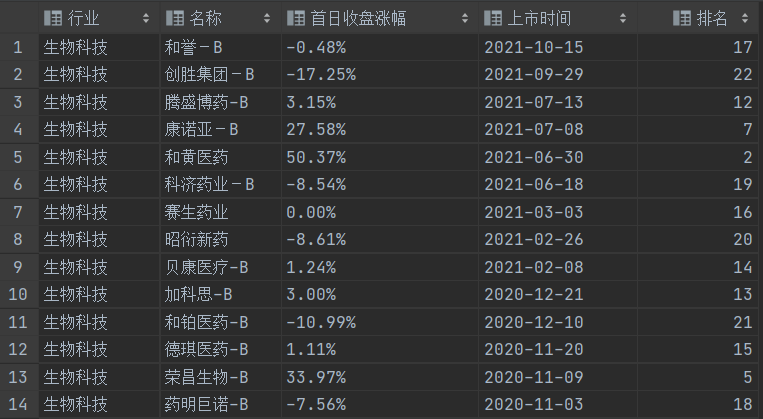 行业 名称 首日收盘涨幅 上市时间 排名
1 生物科技 和誉－B -0.48% 2021-10-15 17
2 生物科技 创胜集团－B -17.25% 2021-09-29 22
3 生物科技 腾盛博药-B 3.15% 2021-07-13 12
4 生物科技 康诺亚－B 27.58% 2021-07-08 7
5 生物科技 和黄医药 50.37% 2021-06-30 2
6 生物科技 科济药业－B -8.54% 2021-06-18 19
7 生物科技 赛生药业 0.00% 2021-03-03 16
8 生物科技 昭衍新药 -8.61% 2021-02-26 20
9 生物科技 贝康医疗-B 1.24% 2021-02-08 14
10 生物科技 加科思-B 3.00% 2020-12-21 13
11 生物科技 和铂医药-B -10.99% 2020-12-10 21
12 生物科技 德琪医药-B 1.11% 2020-11-20 15
13 生物科技 荣昌生物-B 33.97% 2020-11-09 5
14 生物科技 药明巨诺-B -7.56% 2020-11-03 18